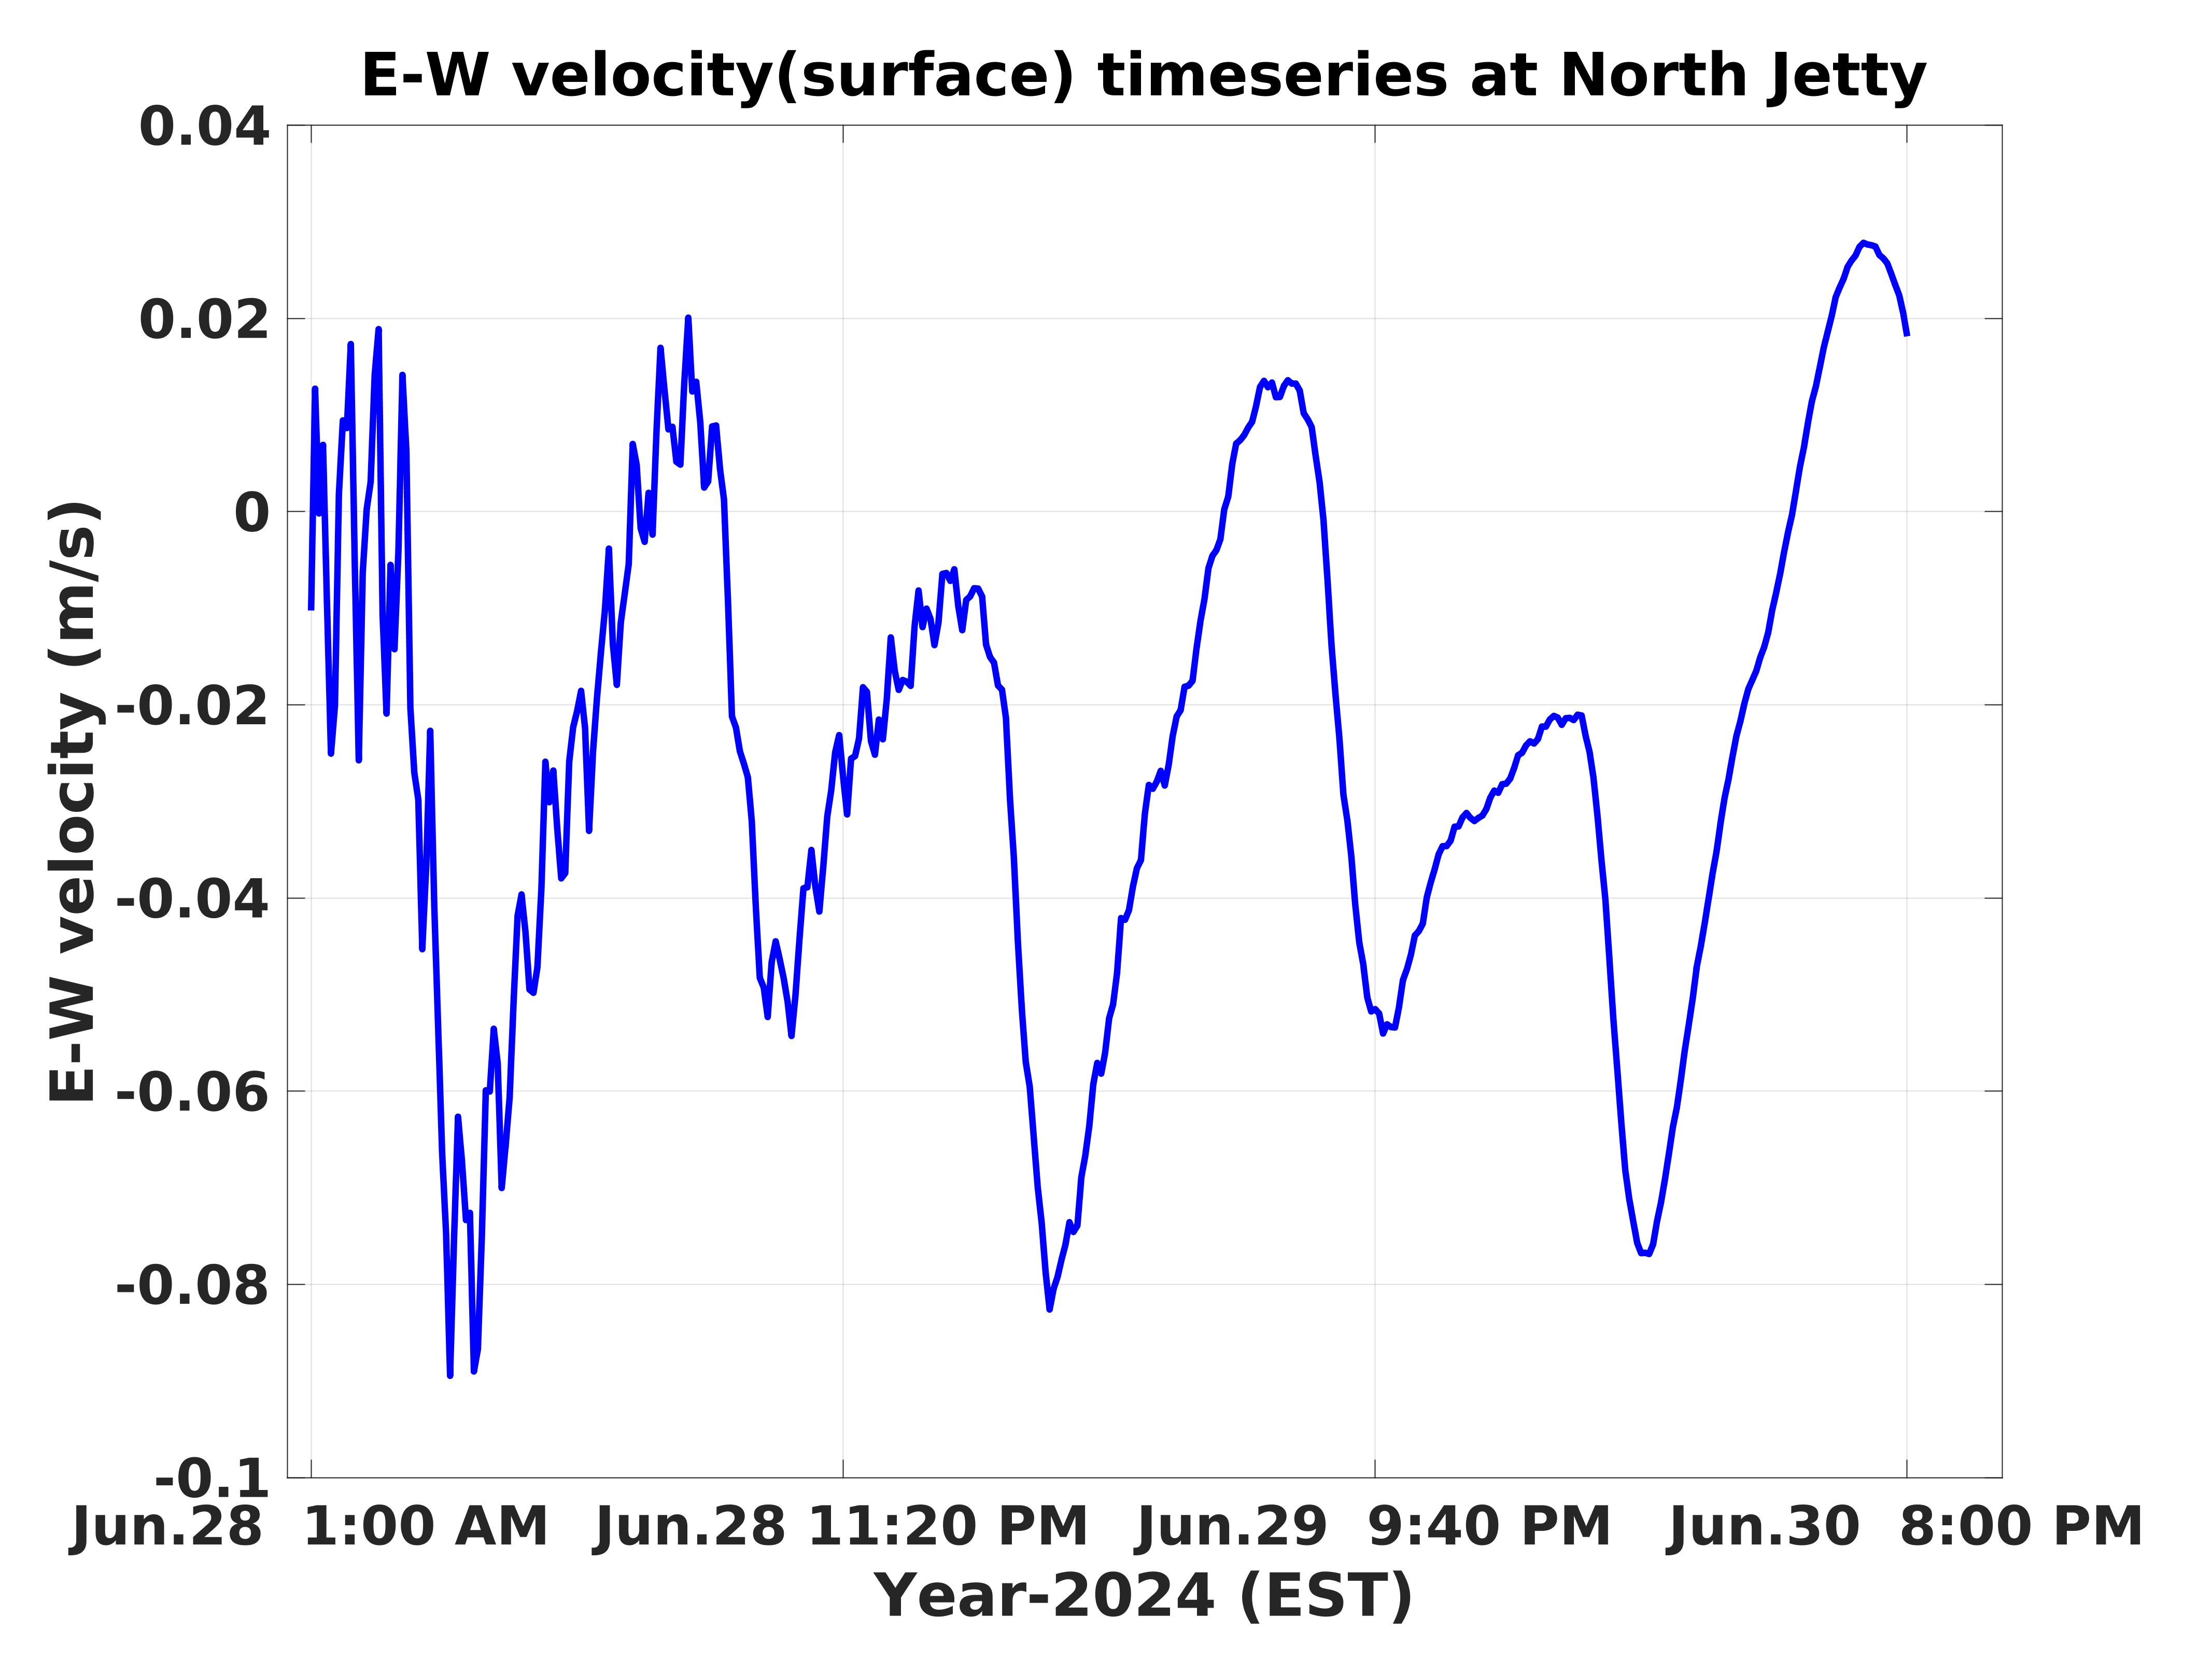 E-W velocity(surface) timeseries at North Jetty
E-W velocity (m/s)
0.04
0.02
0
-0.02
-0.04
-0.06
-0.08
-0.1
Jun.28 1:00 AM Jun.28 11:20 PM Jun.29 9:40 PM Jun.30 8:00 PM
Year-2024 (EST)